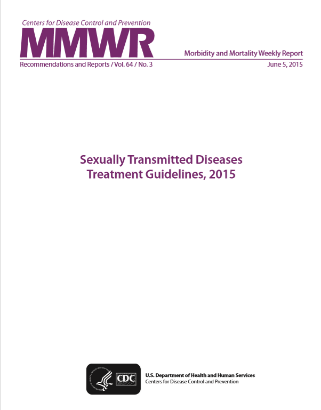 Centers for Disease Control and Prevention
MMWR
Morbidity and Mortality Weekly Report
Recommendations and Reports / Vol. 64 / No. 3
June 5, 2015
Sexually Transmitted Diseases
Treatment Guidelines, 2015
CDC
U.S. Department of Health and Human Services
Centers for Disease Control and Prevention